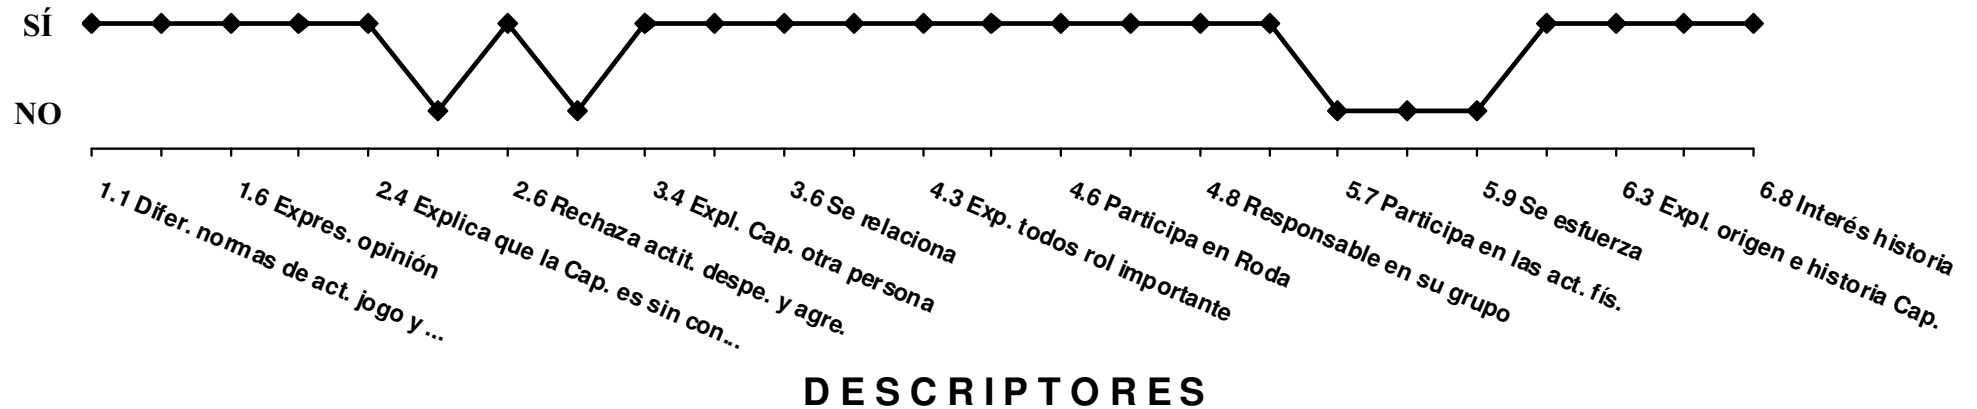 SÍ
NO
1.1 Difer. normas de act. jogo y ...
1.6 Expres. opinión
2.4 Explica que la Cap. es sin con...
2.6 Rechaza actit. despe. y agre.
3.4 Expl. Cap. otra persona
3.6 Se relaciona
4.3 Exp. todos rol importante
4.6 Participa en Roda
4.8 Responsable en su grupo
5.7 Participa en las act. fís.
5.9 Se esfuerza
6.3 Expl. origen e historia Cap.
6.8 Interés historia
DESCRIPTORES